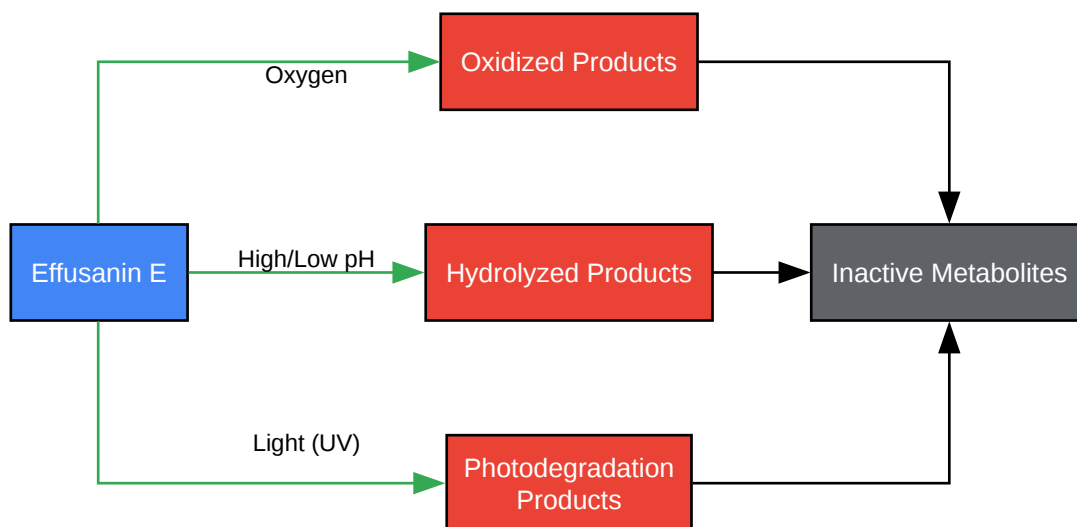 Oxygen
Oxidized Products
Effusanin E
High/Low pH
Hydrolyzed Products
Inactive Metabolites
Light (UV)
Photodegradation
Products